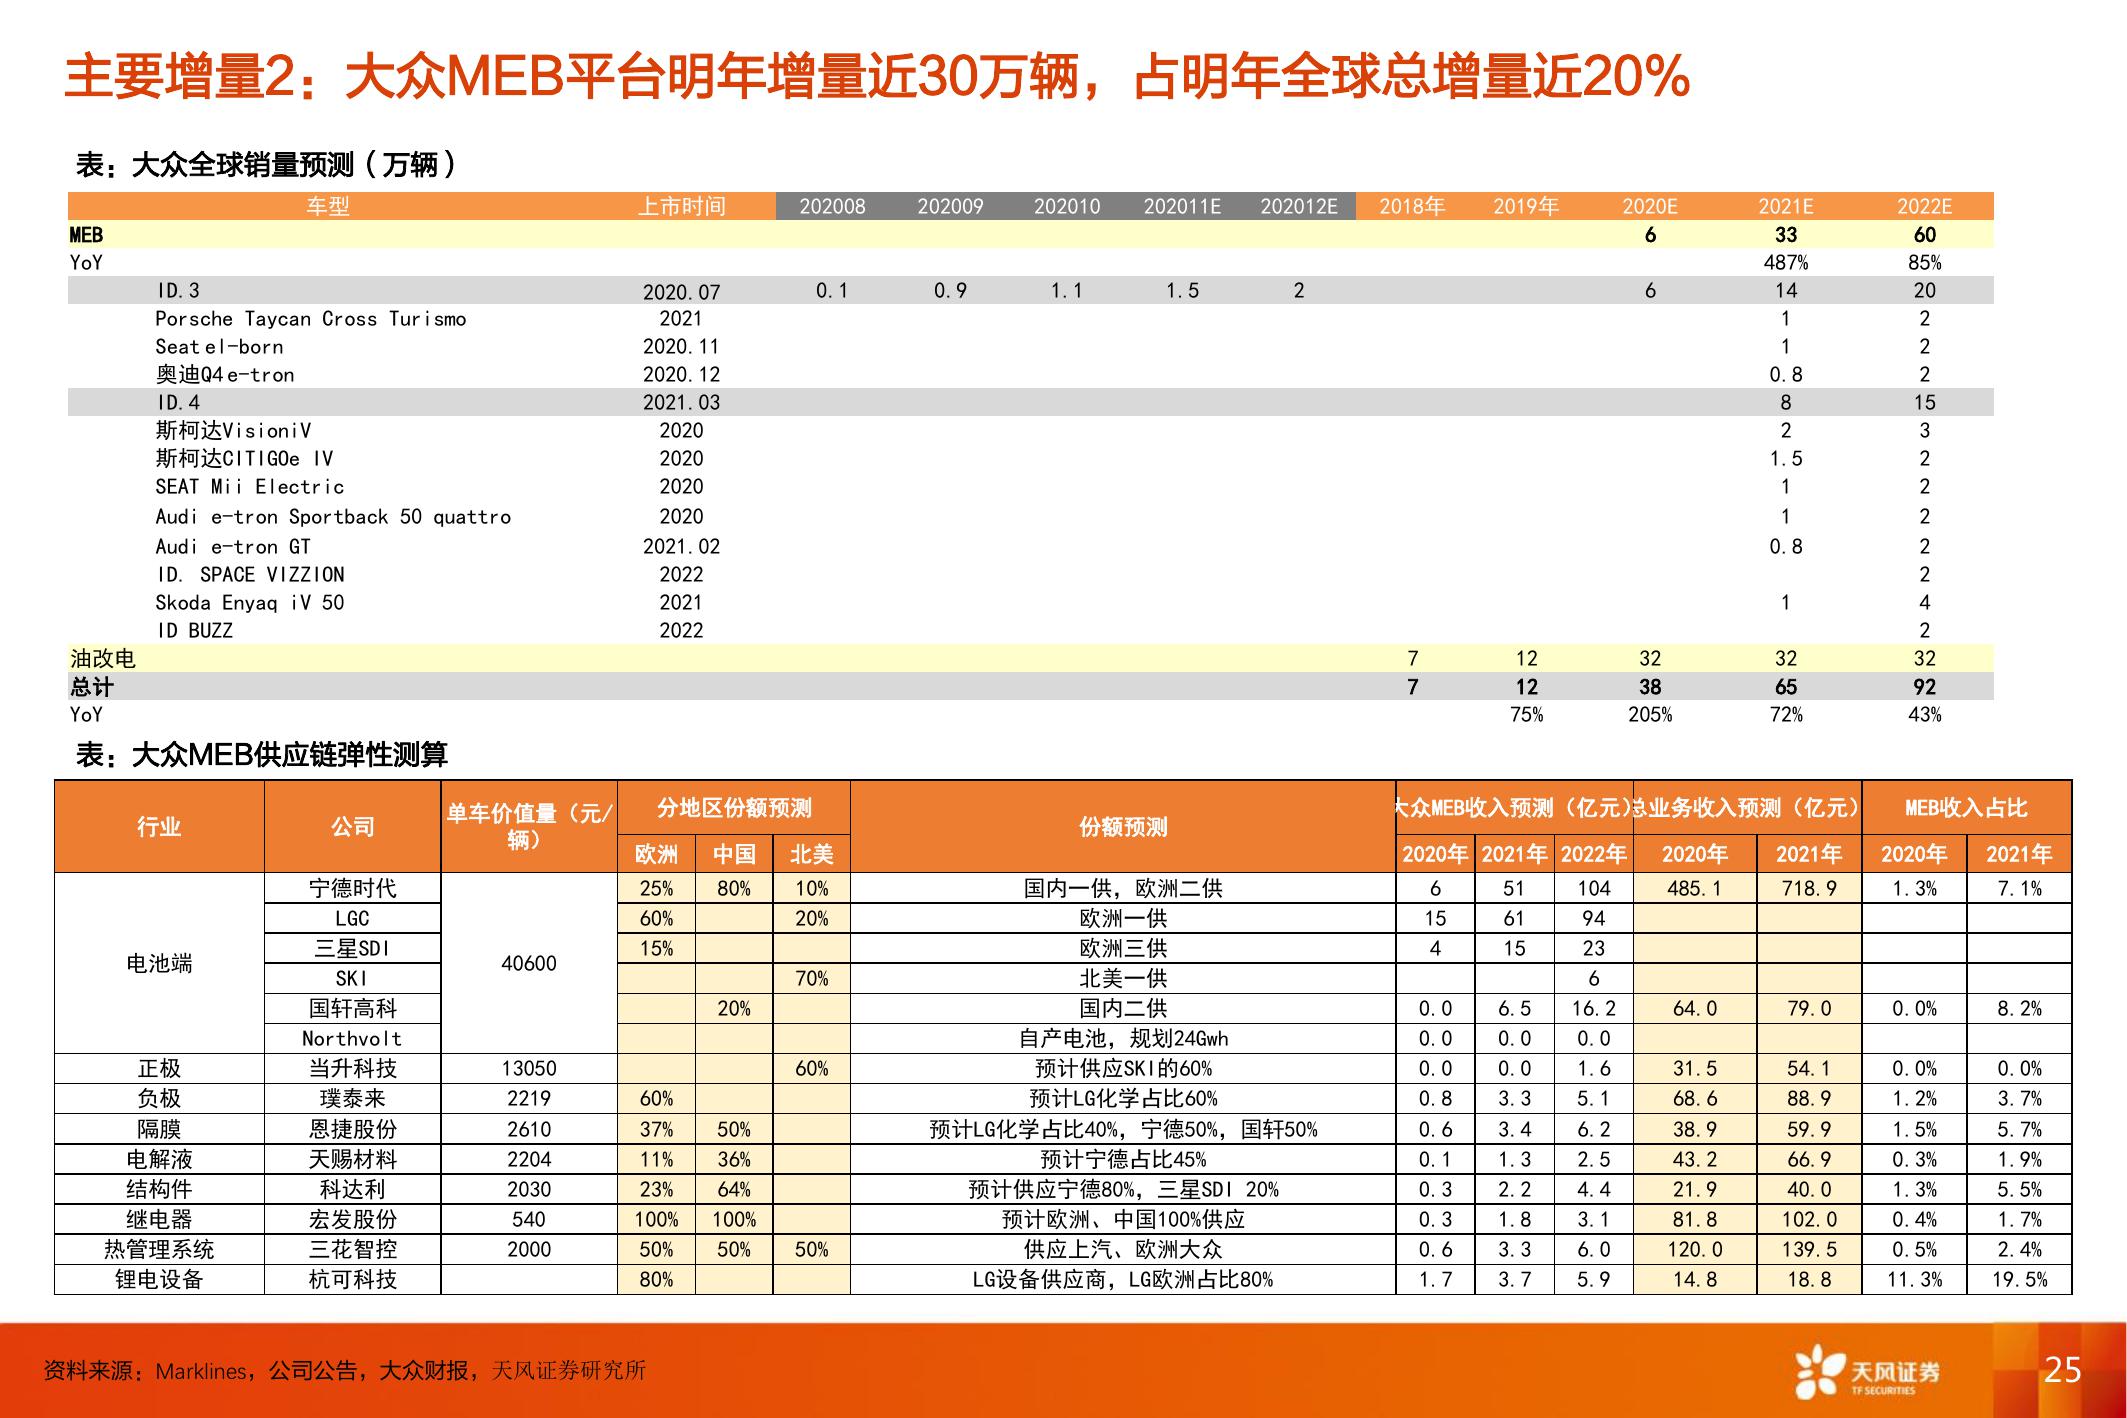 主要增量2：大众MEB平台明年增量近30万辆，占明年全球总增量近20%
表：大众全球销量预测（万辆）
车型 上市时间 202008 202009 202010 202011E 202012E 2018年 2019年 2020E 2021E 2022E
MEB 6 33 60
YoY 487% 85%
ID.3 2020.07 0.1 0.9 1.1 1.5 2 6 14 20
Porsche Taycan Cross Turismo 2021 1 2
Seat el-born 2020.11 1 2
奥迪Q4 e-tron 2020.12 0.8 2
ID.4 2021.03 8 15
斯柯达VisioniV 2020 2 3
斯柯达CITIGOe IV 2020 1.5 2
SEAT Mii Electric 2020 1 2
Audi e-tron Sportback 50 quattro 2020 1 2
Audi e-tron GT 2021.02 0.8 2
ID. SPACE VIZZION 2022 2
Skoda Enyaq iV 50 2021 1 4
ID BUZZ 2022 2
油改电 7 12 32 32 32
总计 7 12 38 65 92
YoY 75% 205% 72% 43%
表：大众MEB供应链弹性测算
行业 公司 单车价值量（元/辆） 分地区份额预测 份额预测 大众MEB收入预测（亿元） 总业务收入预测（亿元） MEB收入占比
欧洲 中国 北美 2020年 2021年 2022年 2020年 2021年 2020年 2021年
电池端 宁德时代 40600 25% 80% 10% 国内一供，欧洲二供 6 51 104 485.1 718.9 1.3% 7.1%
LGC 60% 20% 欧洲一供 15 61 94
三星SDI 15% 欧洲三供 4 15 23
SKI 70% 北美一供 6
国轩高科 20% 国内二供 0.0 6.5 16.2 64.0 79.0 0.0% 8.2%
Northvolt 自产电池，规划24Gwh 0.0 0.0 0.0
正极 当升科技 13050 60% 预计供应SKI的60% 0.0 0.0 1.6 31.5 54.1 0.0% 0.0%
负极 璞泰来 2219 60% 预计LG化学占比60% 0.8 3.3 5.1 68.6 88.9 1.2% 3.7%
隔膜 恩捷股份 2610 37% 50% 预计LG化学占比40%，宁德50%，国轩50% 0.6 3.4 6.2 38.9 59.9 1.5% 5.7%
电解液 天赐材料 2204 11% 36% 预计宁德占比45% 0.1 1.3 2.5 43.2 66.9 0.3% 1.9%
结构件 科达利 2030 23% 64% 预计供应宁德80%，三星SDI 20% 0.3 2.2 4.4 21.9 40.0 1.3% 5.5%
继电器 宏发股份 540 100% 100% 预计欧洲、中国100%供应 0.3 1.8 3.1 81.8 102.0 0.4% 1.7%
热管理系统 三花智控 2000 50% 50% 50% 供应上汽、欧洲大众 0.6 3.3 6.0 120.0 139.5 0.5% 2.4%
锂电设备 杭可科技 80% LG设备供应商，LG欧洲占比80% 1.7 3.7 5.9 14.8 18.8 11.3% 19.5%
资料来源：Marklines，公司公告，大众财报，天风证券研究所
天风证券
TF SECURITIES
25